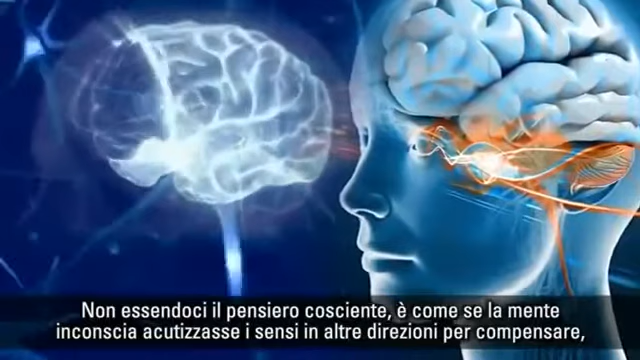 Non essendoci il pensiero cosciente, è come se la mente
inconscia acutizzasse i sensi in altre direzioni per compensare,